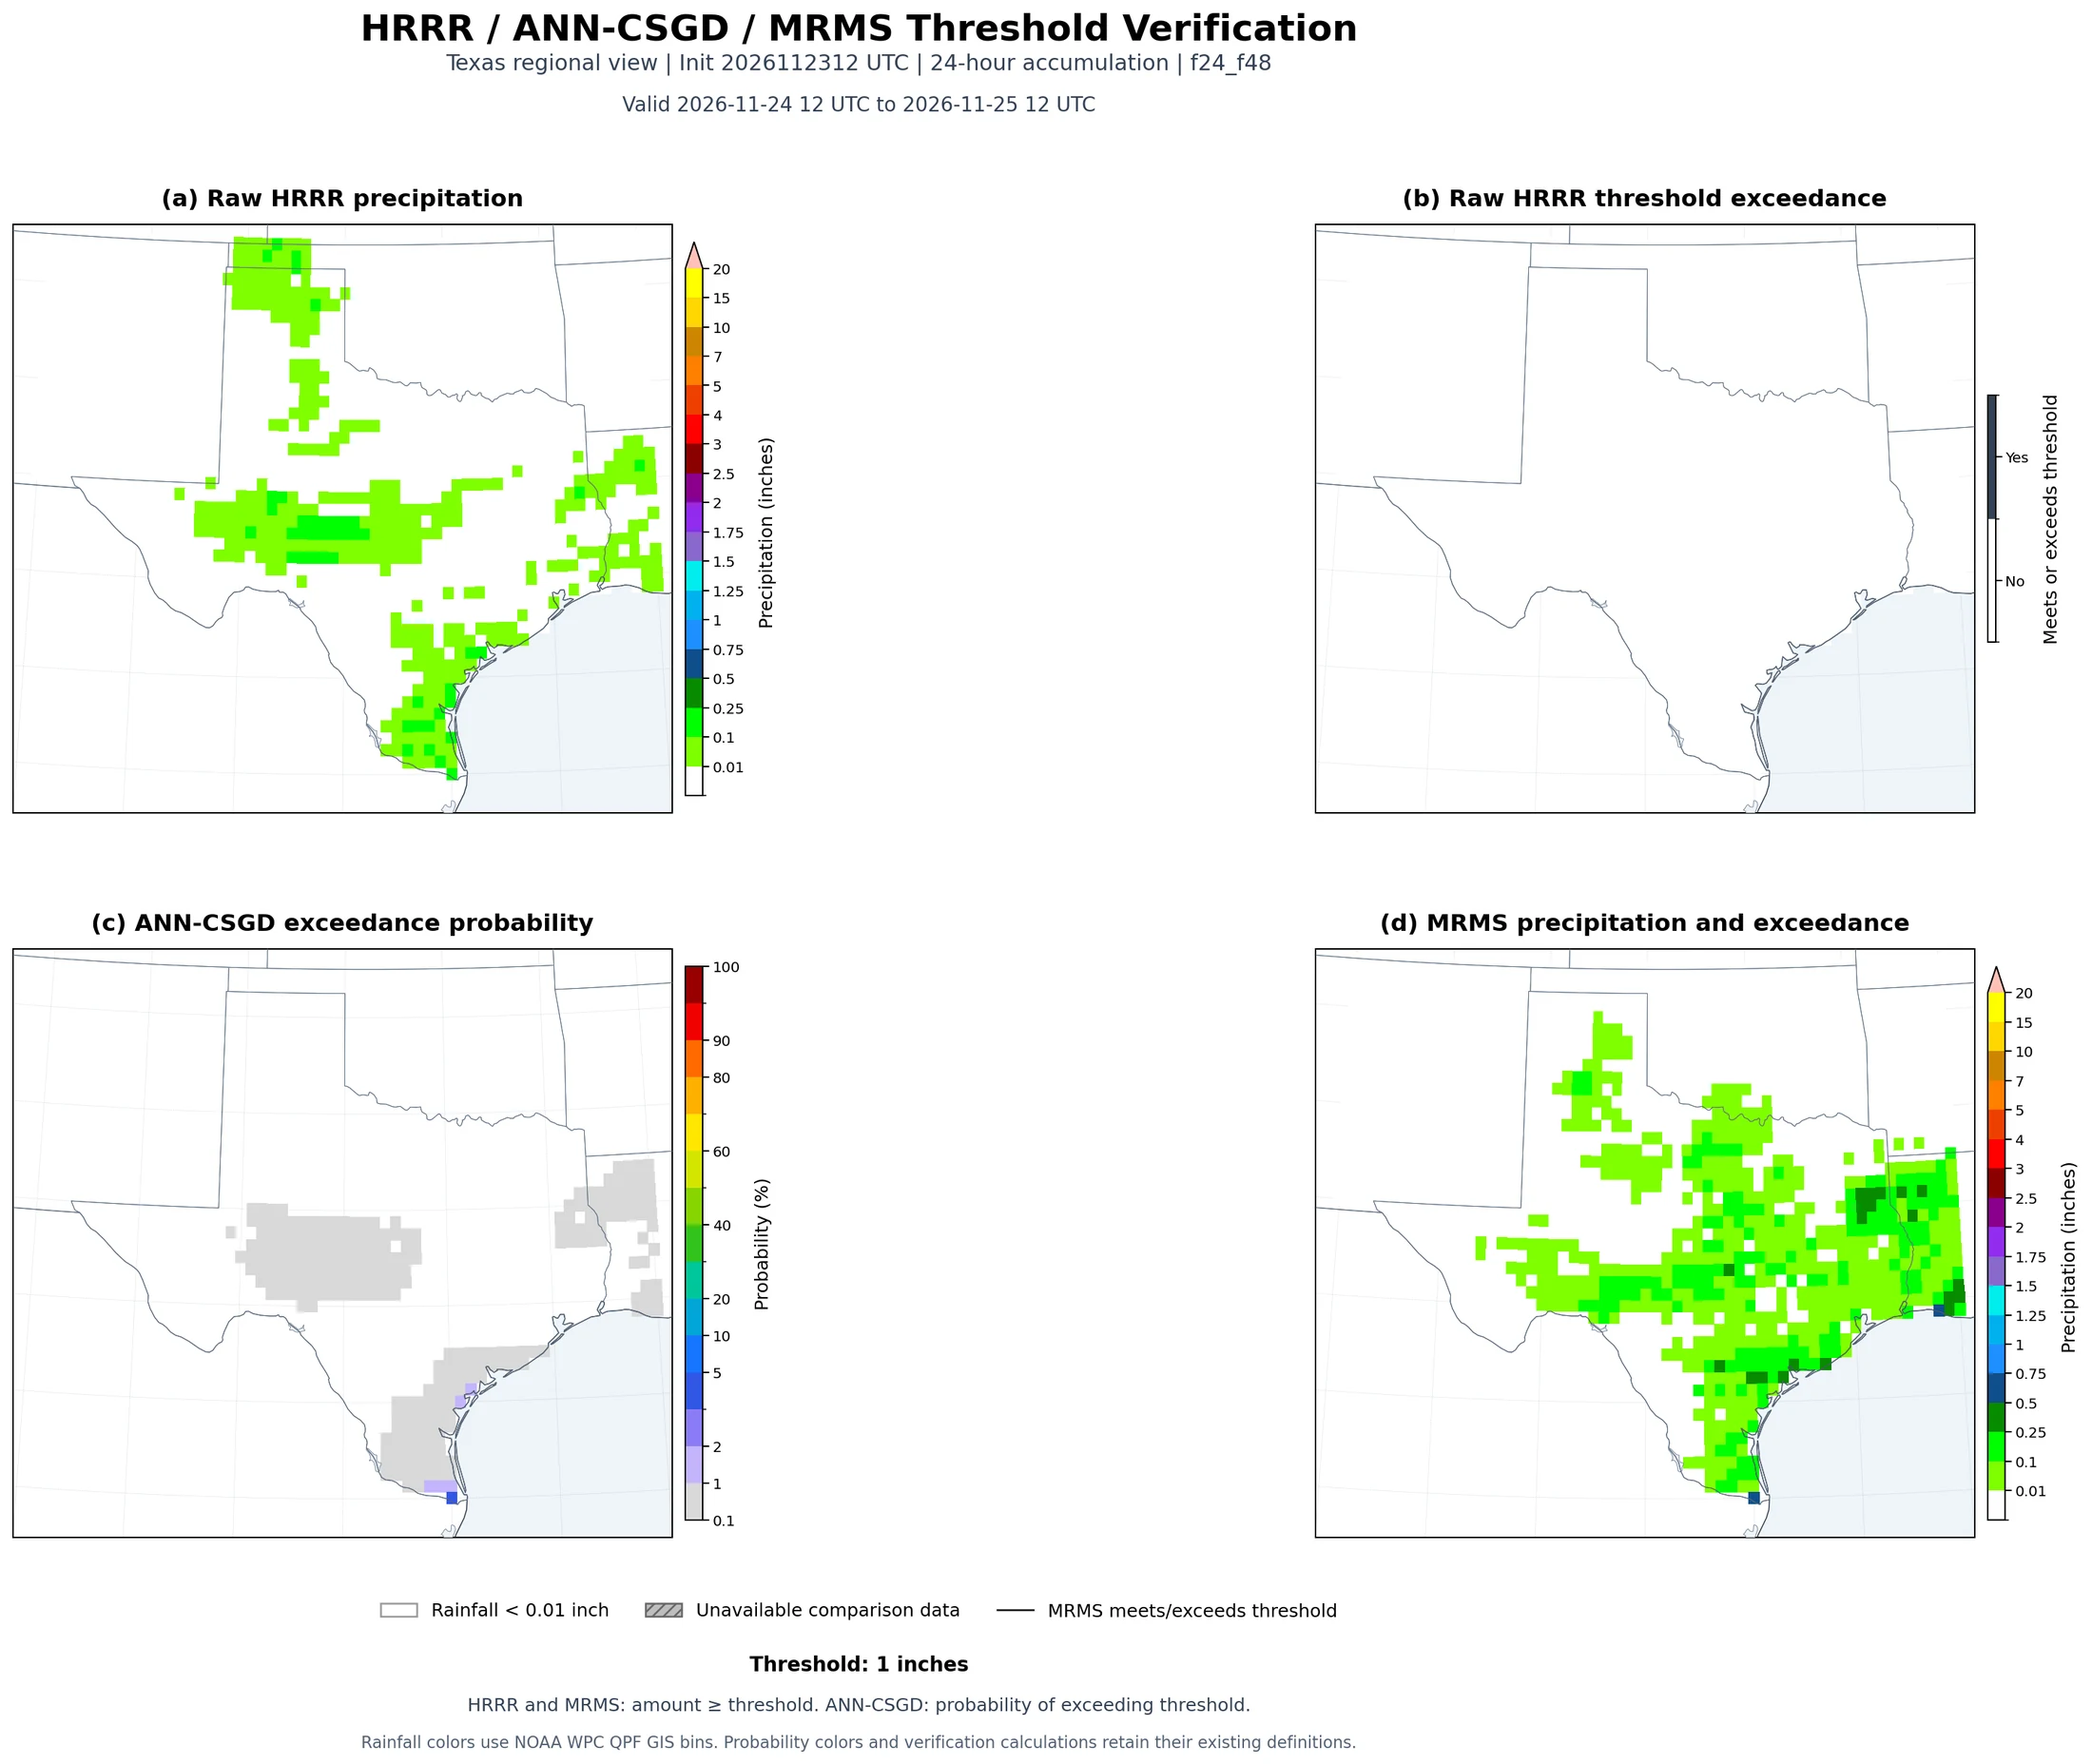 HRRR / ANN-CSGD / MRMS Threshold Verification
Texas regional view | Init 2026112312 UTC | 24-hour accumulation | f24_f48
Valid 2026-11-24 12 UTC to 2026-11-25 12 UTC
(a) Raw HRRR precipitation
20
15
10
7
5
4
3
2.5
2
1.75
1.5
1.25
1
0.75
0.5
0.25
0.1
0.01
Precipitation (inches)
(b) Raw HRRR threshold exceedance
Yes
No
Meets or exceeds threshold
(c) ANN-CSGD exceedance probability
100
90
80
60
40
20
10
5
2
1
0.1
Probability (%)
(d) MRMS precipitation and exceedance
20
15
10
7
5
4
3
2.5
2
1.75
1.5
1.25
1
0.75
0.5
0.25
0.1
0.01
Precipitation (inches)
Rainfall < 0.01 inch
Unavailable comparison data
MRMS meets/exceeds threshold
Threshold: 1 inches
HRRR and MRMS: amount ≥ threshold. ANN-CSGD: probability of exceeding threshold.
Rainfall colors use NOAA WPC QPF GIS bins. Probability colors and verification calculations retain their existing definitions.